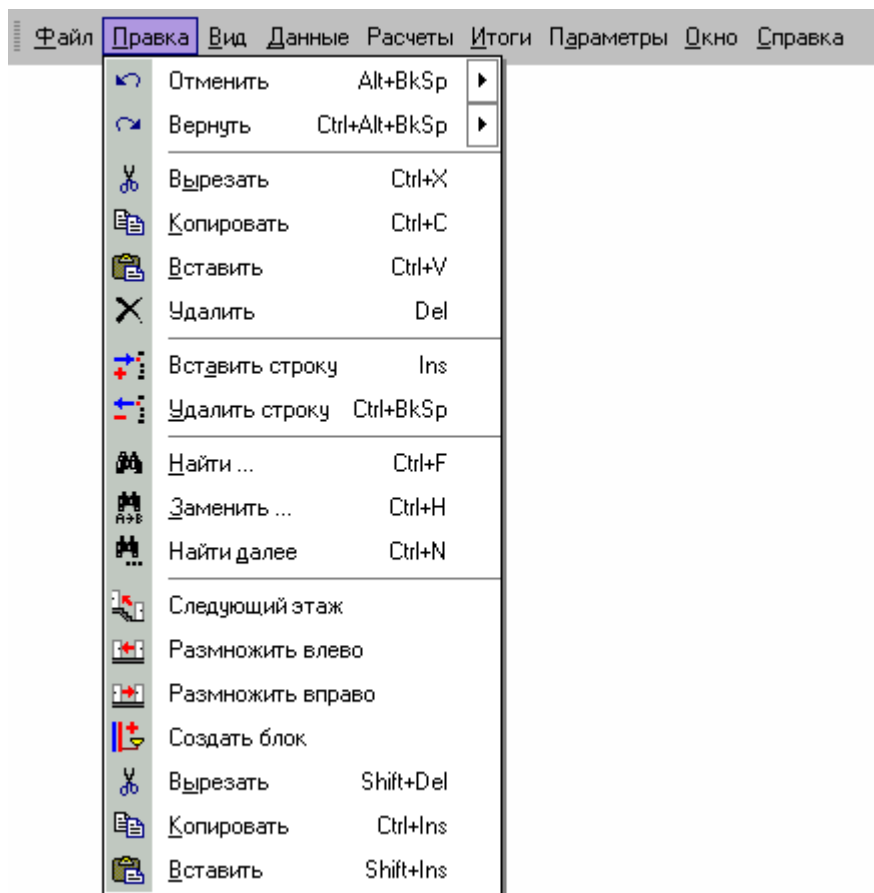 Файл Правка Вид Данные Расчеты Итоги Параметры Окно Справка
Отменить Alt+BkSp
Вернуть Ctrl+Alt+BkSp
Вырезать Ctrl+X
Копировать Ctrl+C
Вставить Ctrl+V
Удалить Del
Вставить строку Ins
Удалить строку Ctrl+BkSp
Найти ... Ctrl+F
A→B
Заменить ... Ctrl+H
Найти далее Ctrl+N
Следующий этаж
Размножить влево
Размножить вправо
Создать блок
Вырезать Shift+Del
Копировать Ctrl+Ins
Вставить Shift+Ins